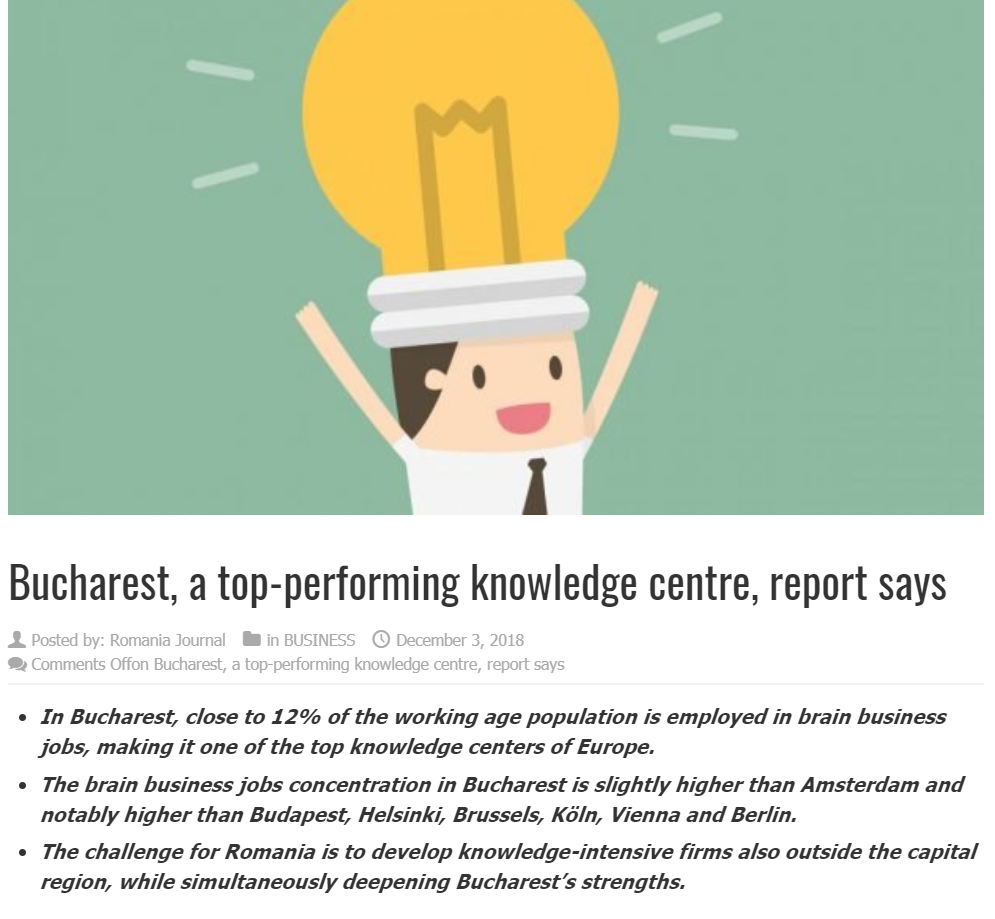 Bucharest, a top-performing knowledge centre, report says
Posted by: Romania Journal in BUSINESS December 3, 2018
Comments Offon Bucharest, a top-performing knowledge centre, report says
• In Bucharest, close to 12% of the working age population is employed in brain business
jobs, making it one of the top knowledge centers of Europe.
• The brain business jobs concentration in Bucharest is slightly higher than Amsterdam and
notably higher than Budapest, Helsinki, Brussels, Köln, Vienna and Berlin.
• The challenge for Romania is to develop knowledge-intensive firms also outside the capital
region, while simultaneously deepening Bucharest’s strengths.